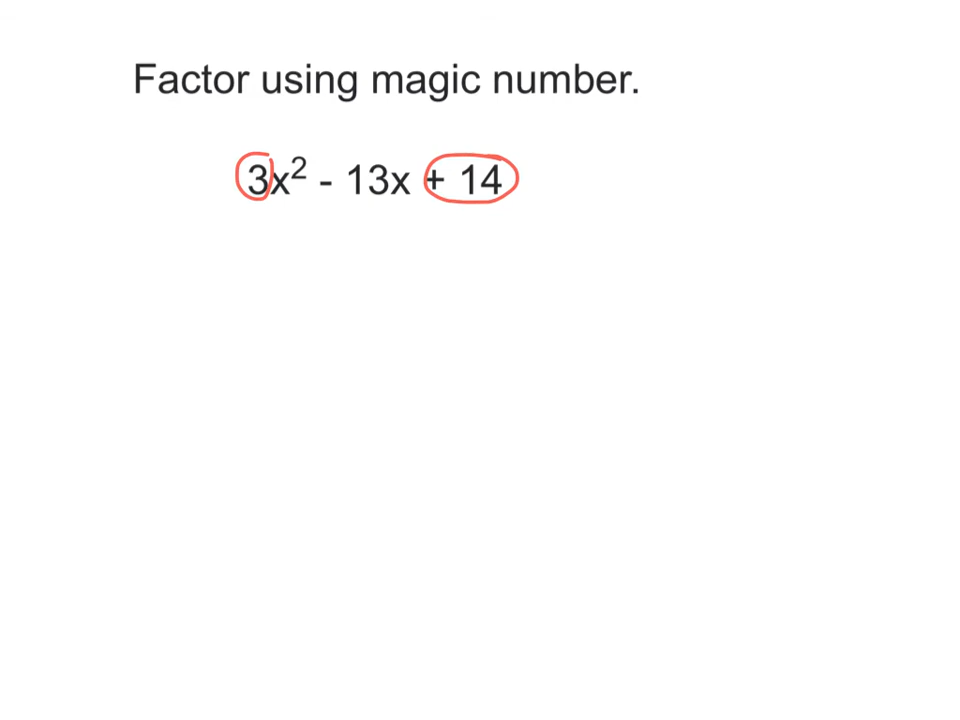 Factor using magic number.
3x² - 13x + 14